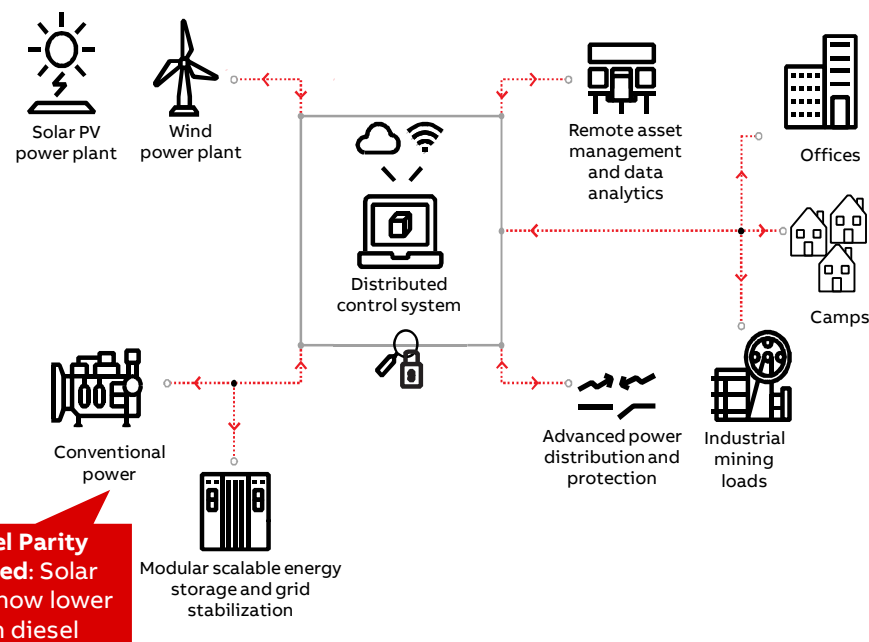 Solar PV
power plant
Wind
power plant
Remote asset
management
and data
analytics
Offices
Distributed
control system
Camps
Conventional
power
Advanced power
distribution and
protection
Industrial
mining
loads
Modular scalable energy
storage and grid
stabilization
Parity
: Solar
now lower
diesel